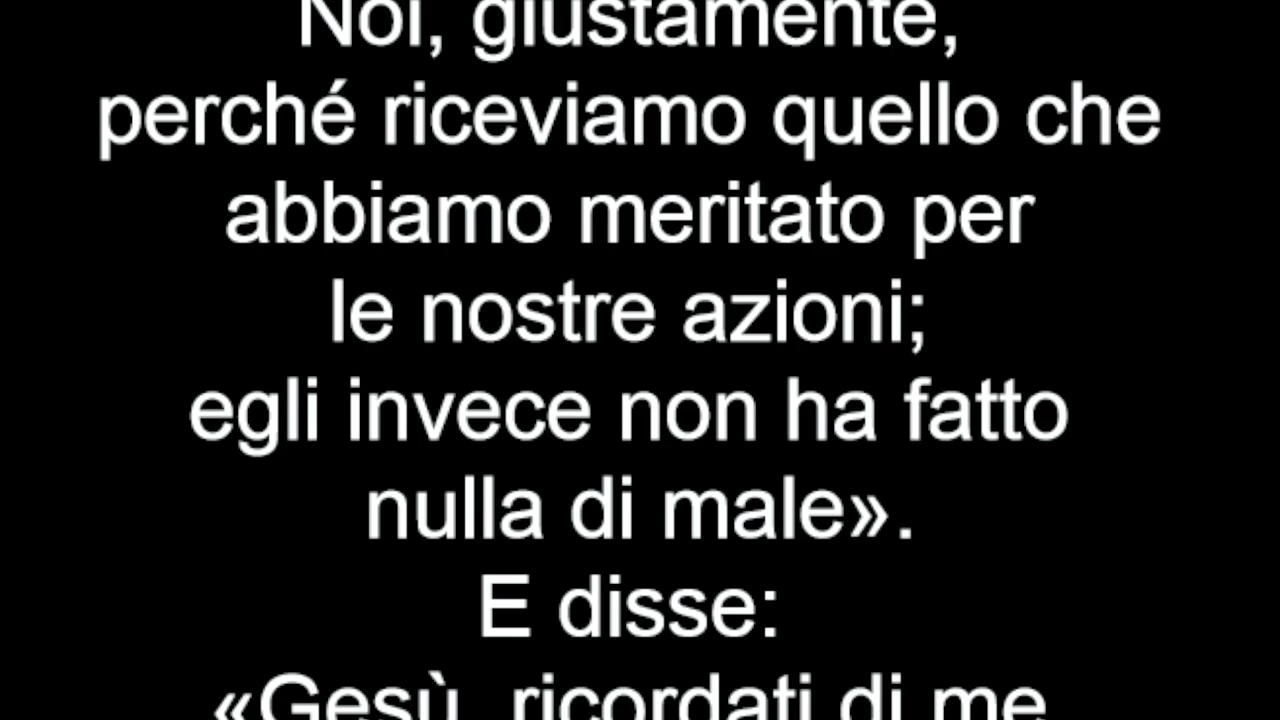 Noi, giustamente,
perché riceviamo quello che
abbiamo meritato per
le nostre azioni;
egli invece non ha fatto
nulla di male».
E disse:
«Gesù, ricordati di me